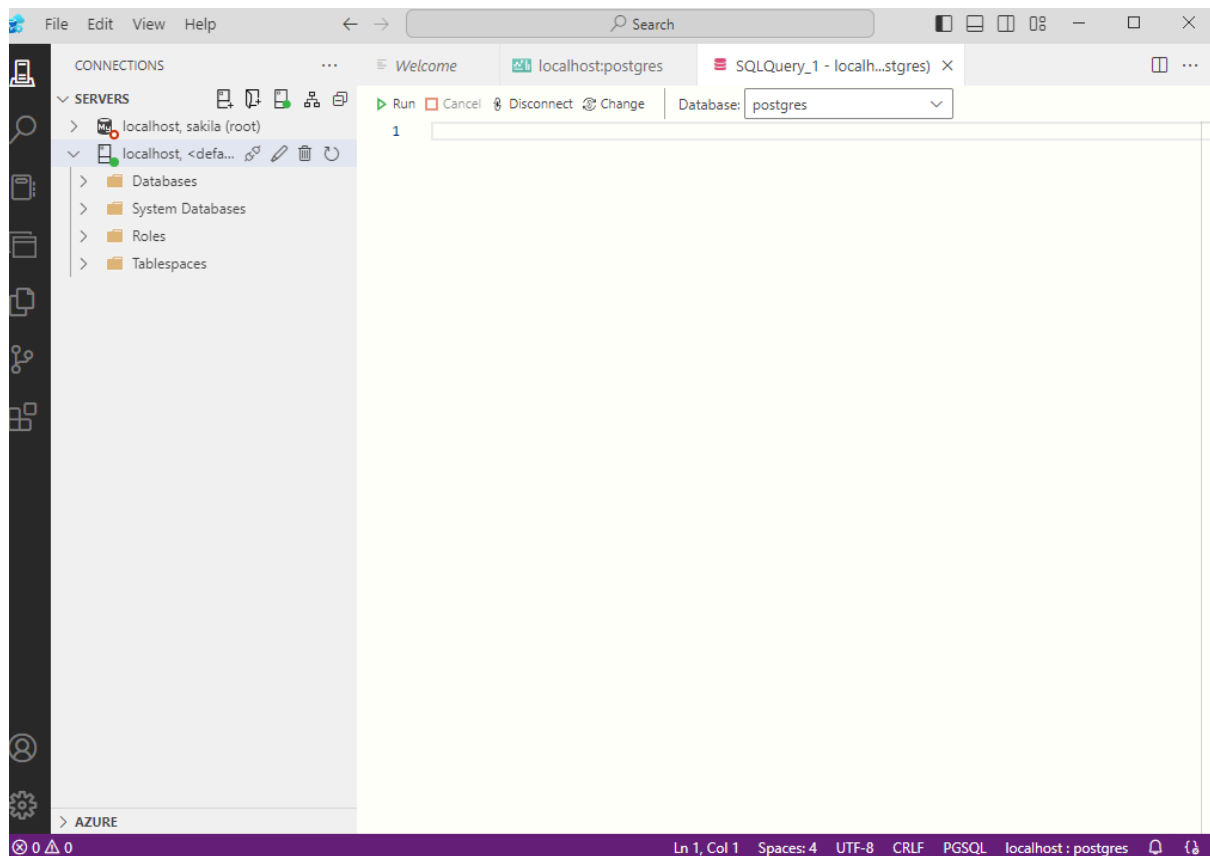 File Edit View Help
Search
CONNECTIONS
Welcome
localhost:postgres
SQLQuery_1 - localh...stgres)
SERVERS
Run Cancel Disconnect Change Database: postgres
localhost, sakila (root)
1
localhost, <defa...
Databases
System Databases
Roles
Tablespaces
AZURE
0 0
Ln 1, Col 1 Spaces: 4 UTF-8 CRLF PGSQL localhost : postgres